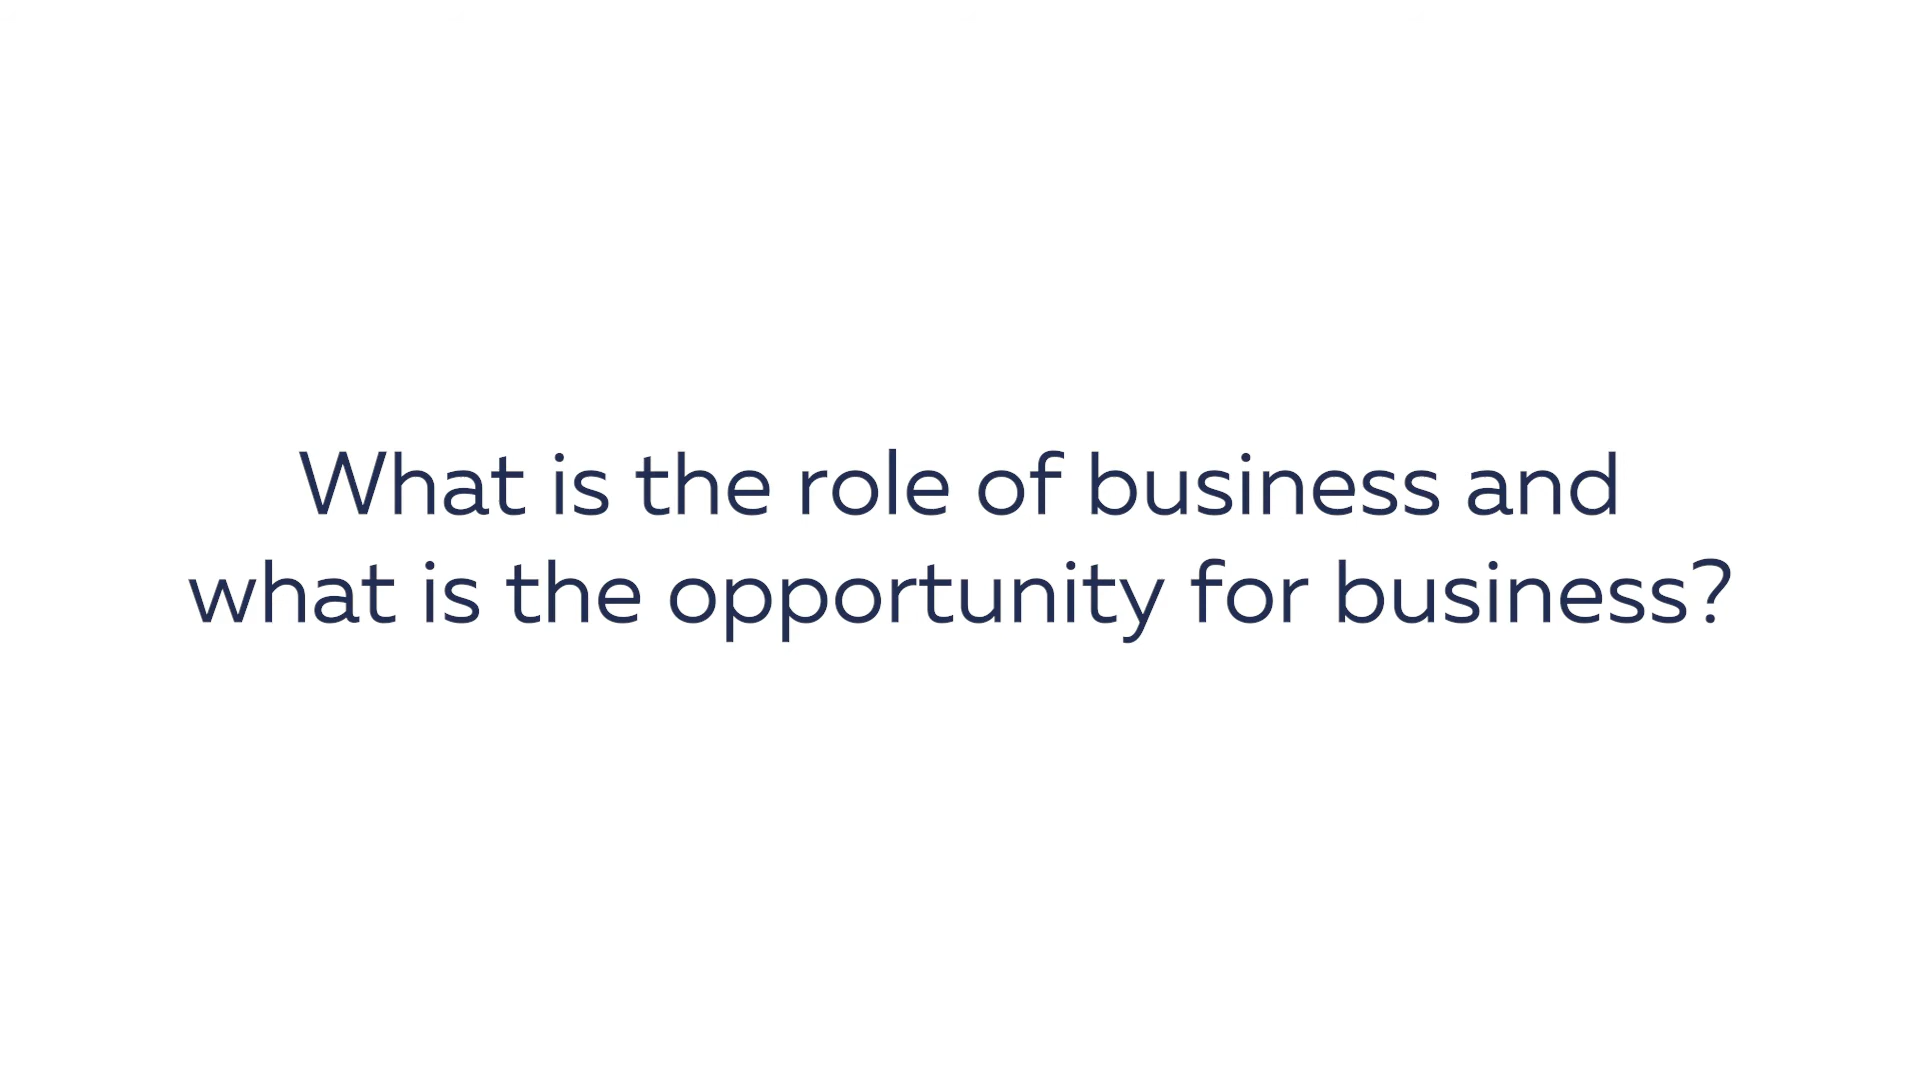 What is the role of business and
what is the opportunity for business?